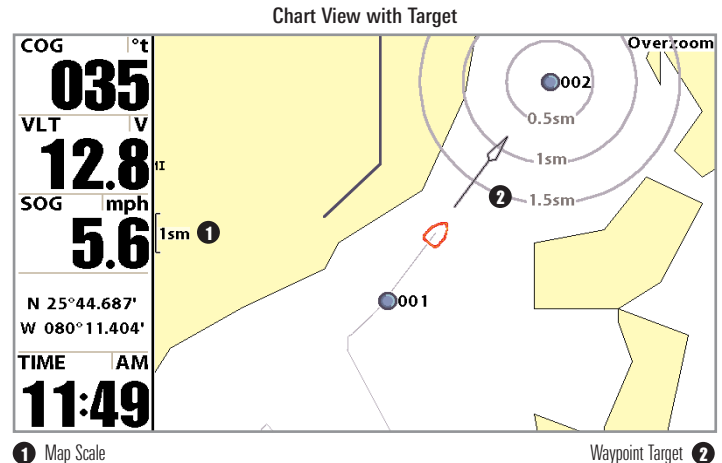 Chart View with Target
COG °t
035
VLT V
12.8
SOG mph
5.6
N 25°44.687'
W 080°11.404'
TIME AM
11:49
Overzoom
002
0.5sm
1sm
1.5sm
2
1sm 1
001
1 Map Scale
Waypoint Target 2